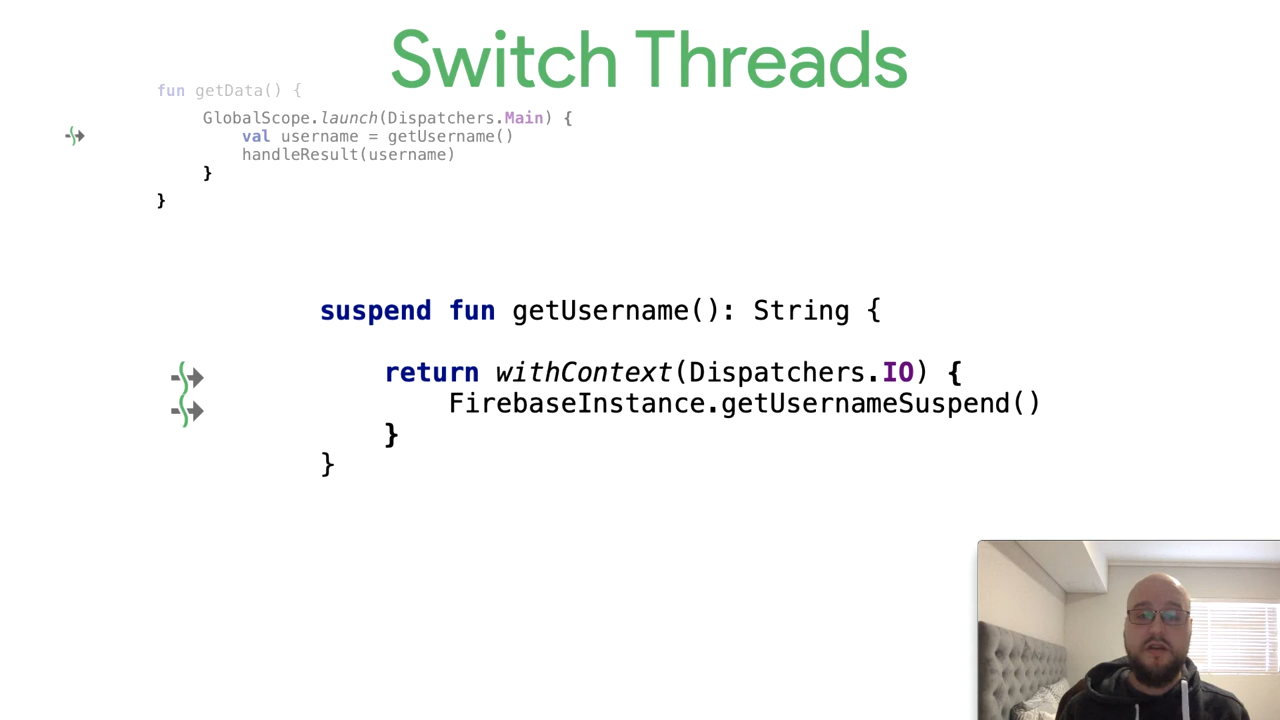 Switch Threads
fun getData() {
GlobalScope.launch(Dispatchers.Main) {
val username = getUsername()
handleResult(username)
}
}
suspend fun getUsername(): String {
return withContext(Dispatchers.IO) {
FirebaseInstance.getUsernameSuspend()
}
}